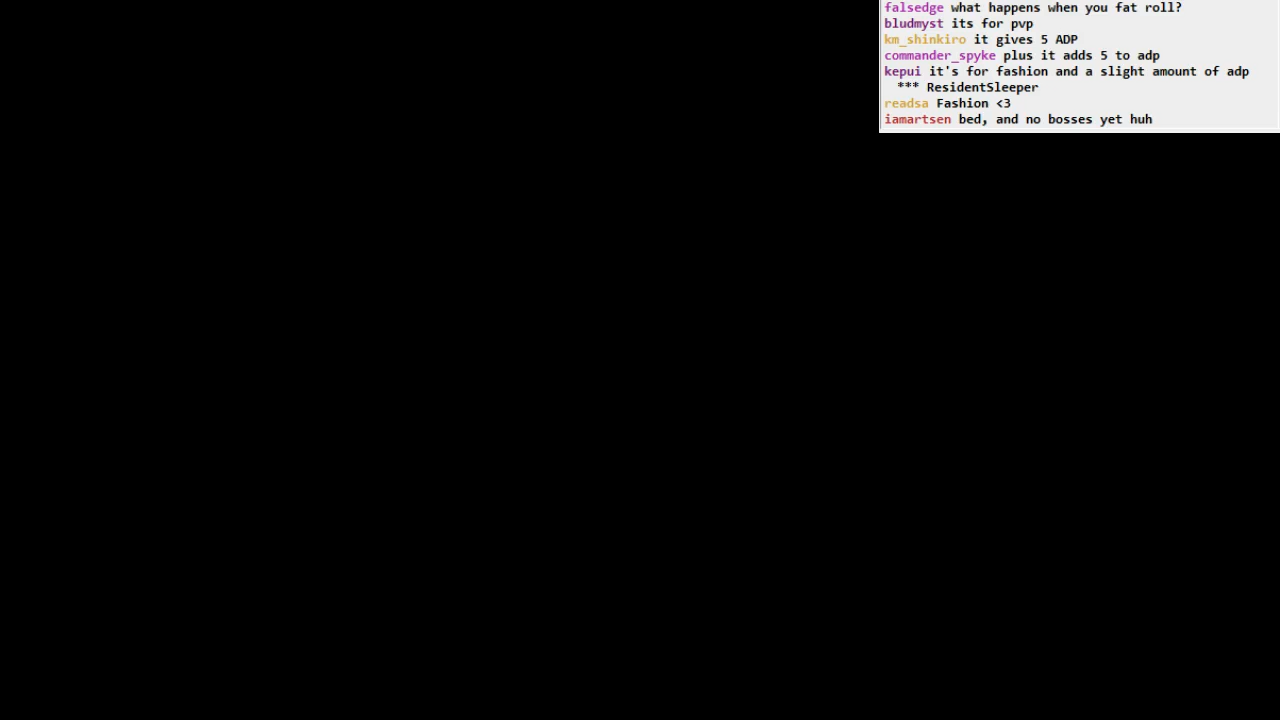 falsedge what happens when you fat roll?
bludmyst its for pvp
km_shinkiro it gives 5 ADP
commander_spyke plus it adds 5 to adp
kepui it's for fashion and a slight amount of adp
*** ResidentSleeper
readsa Fashion <3
iamartsen bed, and no bosses yet huh